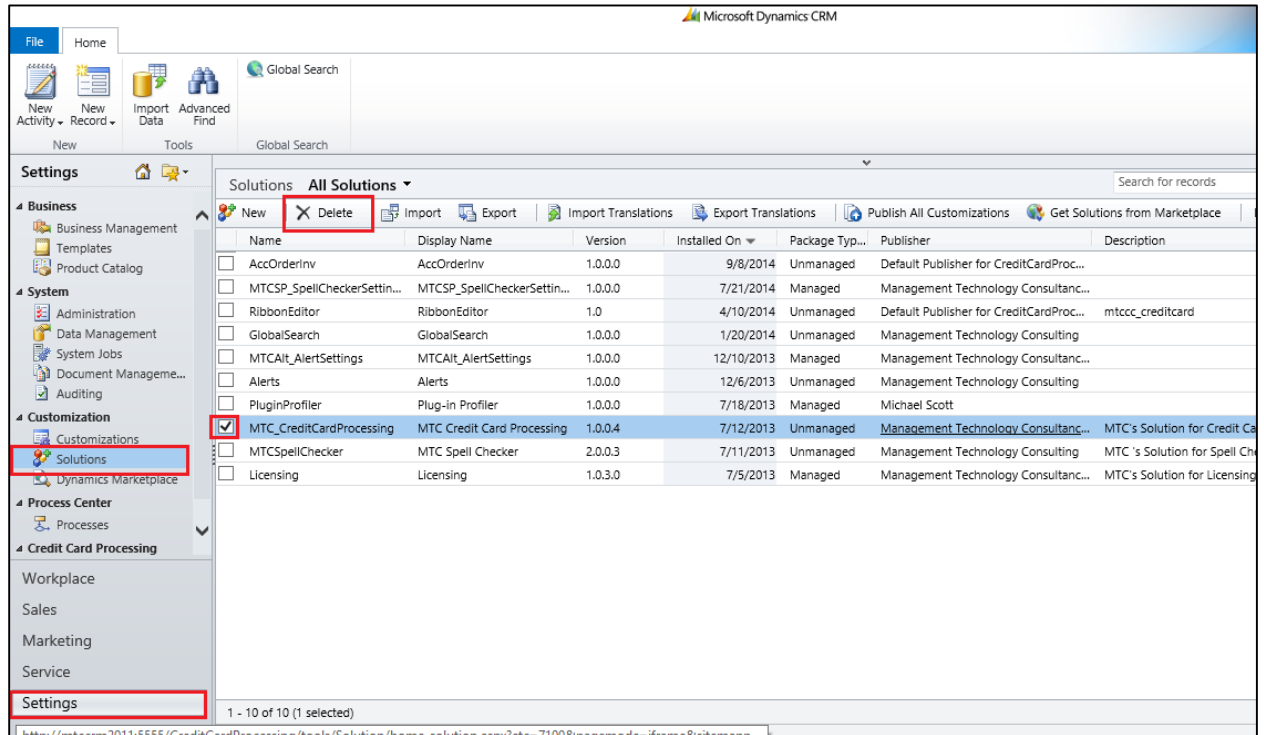 Microsoft Dynamics CRM
File Home
Global Search
New Activity New Record Import Data Advanced Find
New Tools Global Search
Settings
Business
Business Management
Templates
Product Catalog
System
Administration
Data Management
System Jobs
Document Manageme...
Auditing
Customization
Customizations
Solutions
Dynamics Marketplace
Process Center
Processes
Credit Card Processing
Workplace
Sales
Marketing
Service
Settings
Solutions All Solutions
Search for records
New Delete Import Export Import Translations Export Translations Publish All Customizations Get Solutions from Marketplace
Name Display Name Version Installed On Package Typ... Publisher Description
AccOrderInv AccOrderInv 1.0.0.0 9/8/2014 Unmanaged Default Publisher for CreditCardProc...
MTCSP_SpellCheckerSettin... MTCSP_SpellCheckerSettin... 1.0.0.0 7/21/2014 Managed Management Technology Consultanc...
RibbonEditor RibbonEditor 1.0 4/10/2014 Unmanaged Default Publisher for CreditCardProc... mtccc_creditcard
GlobalSearch GlobalSearch 1.0.0.0 1/20/2014 Unmanaged Management Technology Consulting
MTCAlt_AlertSettings MTCAlt_AlertSettings 1.0.0.0 12/10/2013 Managed Management Technology Consultanc...
Alerts Alerts 1.0.0.0 12/6/2013 Unmanaged Management Technology Consulting
PluginProfiler Plug-in Profiler 1.0.0.0 7/18/2013 Managed Michael Scott
MTC_CreditCardProcessing MTC Credit Card Processing 1.0.0.4 7/12/2013 Unmanaged Management Technology Consultanc... MTC's Solution for Credit Ca
MTCSpellChecker MTC Spell Checker 2.0.0.3 7/11/2013 Unmanaged Management Technology Consulting MTC 's Solution for Spell Che
Licensing Licensing 1.0.3.0 7/5/2013 Managed Management Technology Consultanc... MTC's Solution for Licensing
1 - 10 of 10 (1 selected)